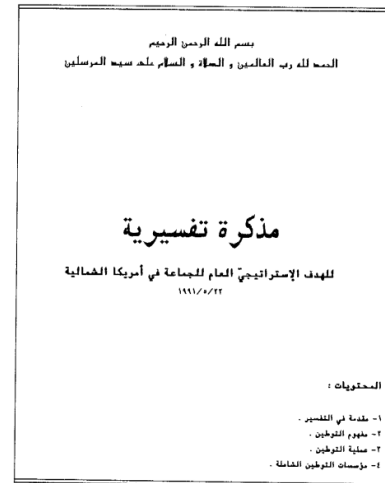 بسم الله الرحمن الرحيم
الحمد لله رب العالمين و الصلاة و السلام على سيد المرسلين
مذكرة تفسيرية
للهدف الإستراتيجيّ العام للجماعة في أمريكا الشمالية
١٩٩١/٥/٢٢
المحتويات :
١- مقدمة في التفسير .
٢- مفهوم التوطين .
٣- عملية التوطين .
٤- مؤسسات التوطين الشاملة .